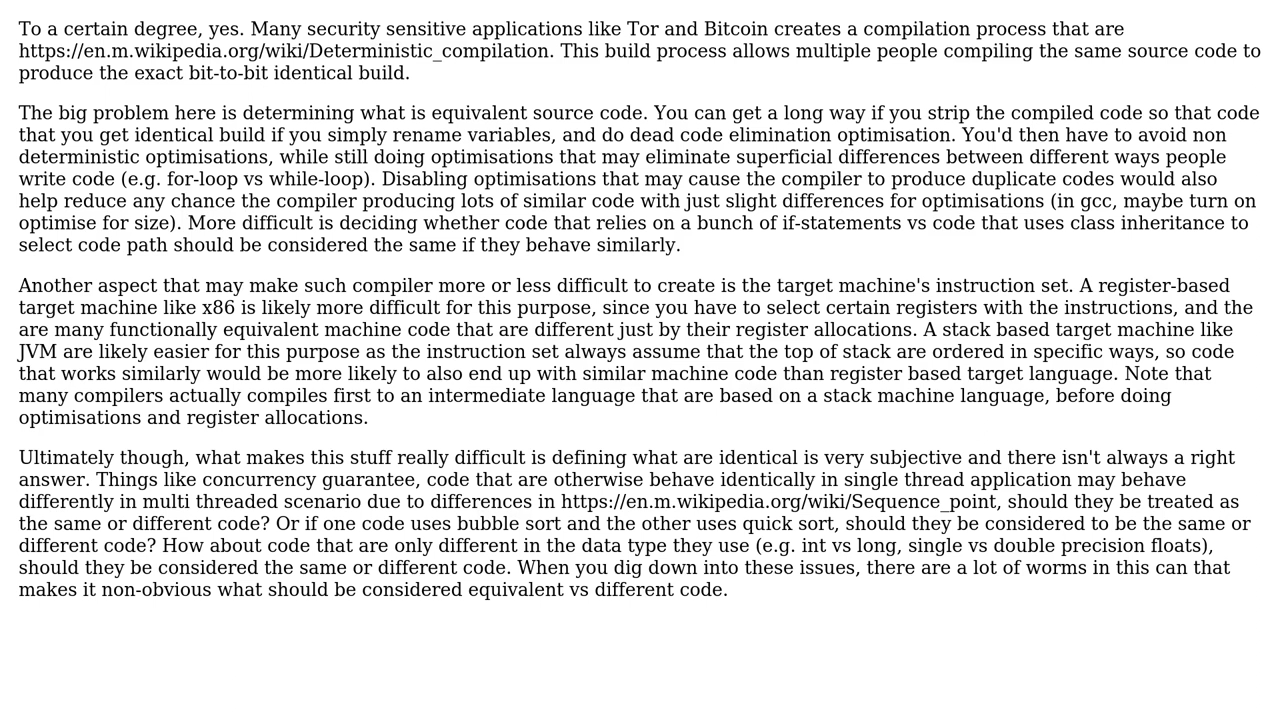 To a certain degree, yes. Many security sensitive applications like Tor and Bitcoin creates a compilation process that are
https://en.m.wikipedia.org/wiki/Deterministic_compilation. This build process allows multiple people compiling the same source code to
produce the exact bit-to-bit identical build.
The big problem here is determining what is equivalent source code. You can get a long way if you strip the compiled code so that code
that you get identical build if you simply rename variables, and do dead code elimination optimisation. You'd then have to avoid non
deterministic optimisations, while still doing optimisations that may eliminate superficial differences between different ways people
write code (e.g. for-loop vs while-loop). Disabling optimisations that may cause the compiler to produce duplicate codes would also
help reduce any chance the compiler producing lots of similar code with just slight differences for optimisations (in gcc, maybe turn on
optimise for size). More difficult is deciding whether code that relies on a bunch of if-statements vs code that uses class inheritance to
select code path should be considered the same if they behave similarly.
Another aspect that may make such compiler more or less difficult to create is the target machine's instruction set. A register-based
target machine like x86 is likely more difficult for this purpose, since you have to select certain registers with the instructions, and the
are many functionally equivalent machine code that are different just by their register allocations. A stack based target machine like
JVM are likely easier for this purpose as the instruction set always assume that the top of stack are ordered in specific ways, so code
that works similarly would be more likely to also end up with similar machine code than register based target language. Note that
many compilers actually compiles first to an intermediate language that are based on a stack machine language, before doing
optimisations and register allocations.
Ultimately though, what makes this stuff really difficult is defining what are identical is very subjective and there isn't always a right
answer. Things like concurrency guarantee, code that are otherwise behave identically in single thread application may behave
differently in multi threaded scenario due to differences in https://en.m.wikipedia.org/wiki/Sequence_point, should they be treated as
the same or different code? Or if one code uses bubble sort and the other uses quick sort, should they be considered to be the same or
different code? How about code that are only different in the data type they use (e.g. int vs long, single vs double precision floats),
should they be considered the same or different code. When you dig down into these issues, there are a lot of worms in this can that
makes it non-obvious what should be considered equivalent vs different code.